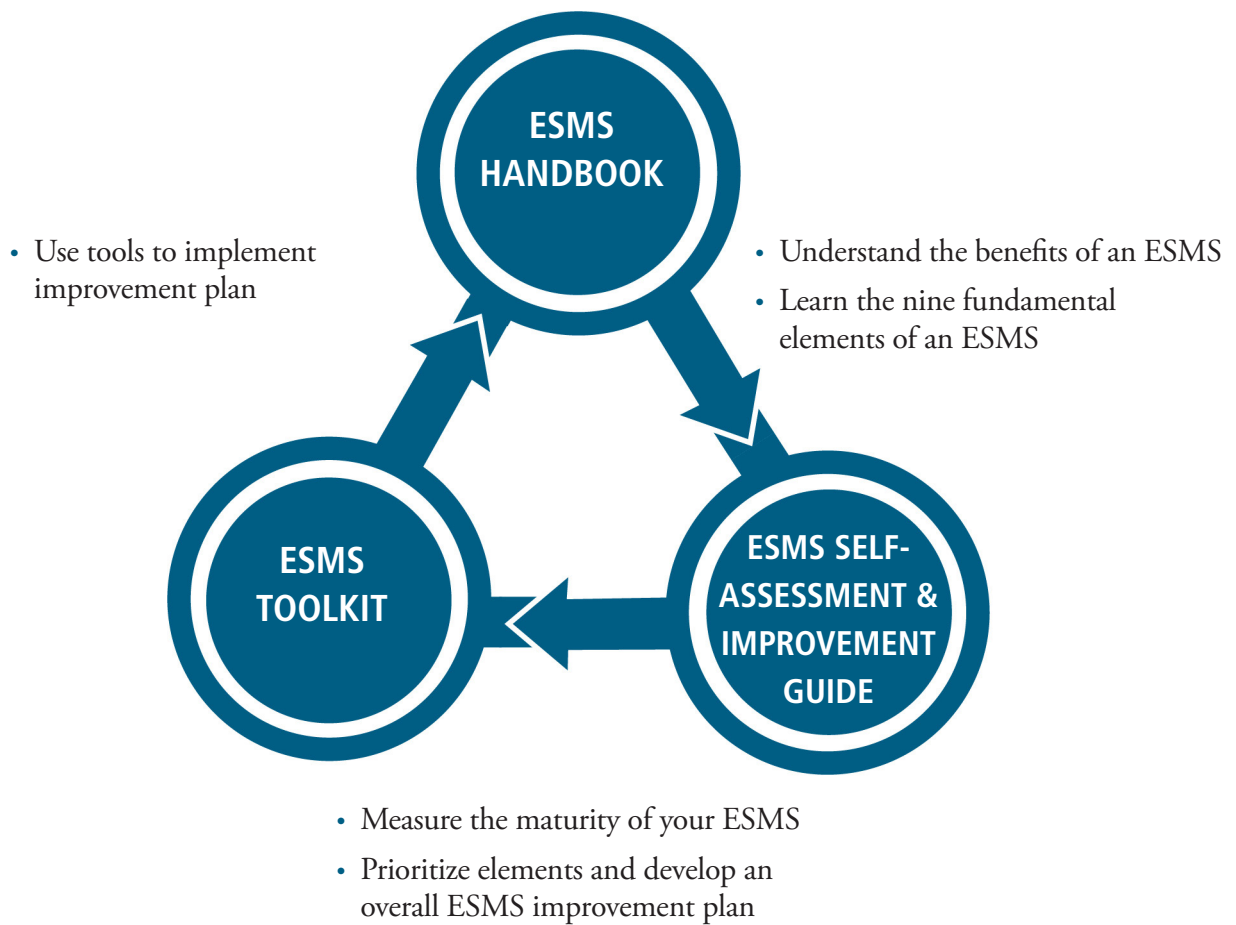 ESMS
HANDBOOK
• Use tools to implement
improvement plan
• Understand the benefits of an ESMS
• Learn the nine fundamental
elements of an ESMS
ESMS
TOOLKIT
ESMS SELF-
ASSESSMENT &
IMPROVEMENT
GUIDE
• Measure the maturity of your ESMS
• Prioritize elements and develop an
overall ESMS improvement plan